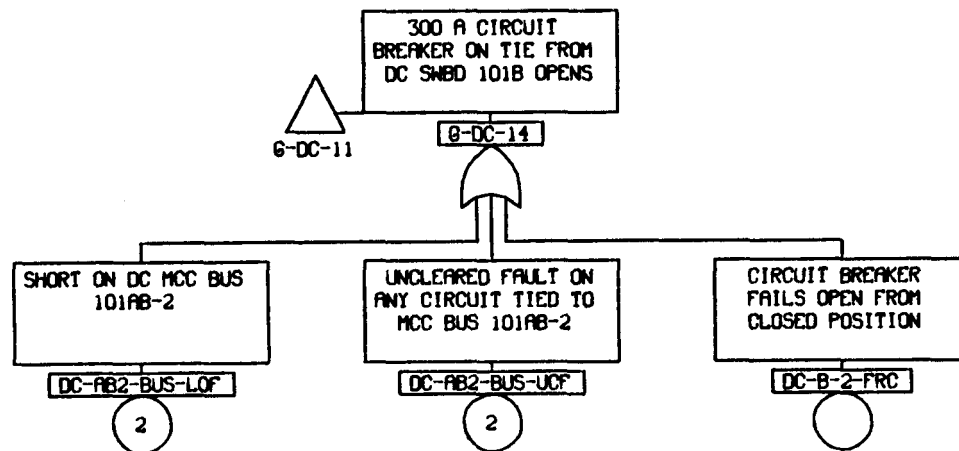 300 A CIRCUIT
BREAKER ON TIE FROM
DC SWBD 101B OPENS
G-DC-11
G-DC-14
SHORT ON DC MCC BUS
101AB-2
UNCLEARED FAULT ON
ANY CIRCUIT TIED TO
MCC BUS 101AB-2
CIRCUIT BREAKER
FAILS OPEN FROM
CLOSED POSITION
DC-AB2-BUS-LOF
DC-AB2-BUS-UCF
DC-B-2-FRC
2
2